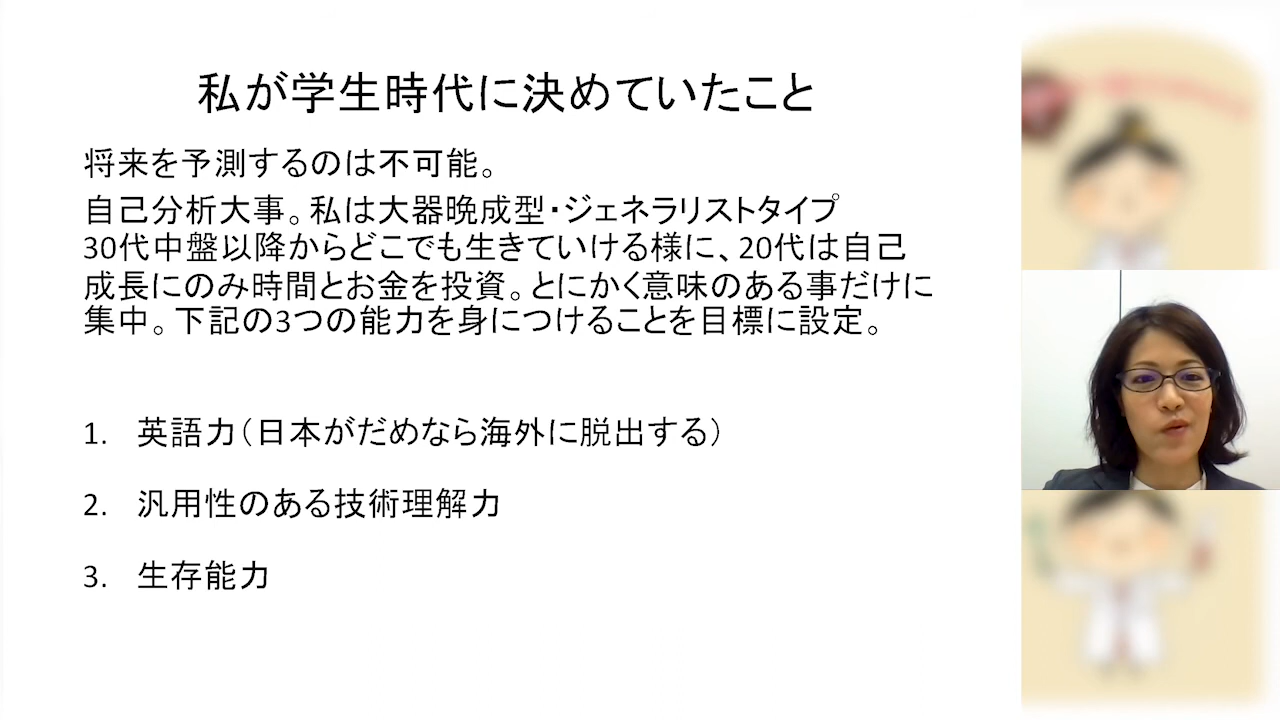 私が学生時代に決めていたこと
将来を予測するのは不可能。
自己分析大事。私は大器晩成型・ジェネラリストタイプ
30代中盤以降からどこでも生きていける様に、20代は自己
成長にのみ時間とお金を投資。とにかく意味のある事だけに
集中。下記の3つの能力を身につけることを目標に設定。
1. 英語力（日本がだめなら海外に脱出する）
2. 汎用性のある技術理解力
3. 生存能力